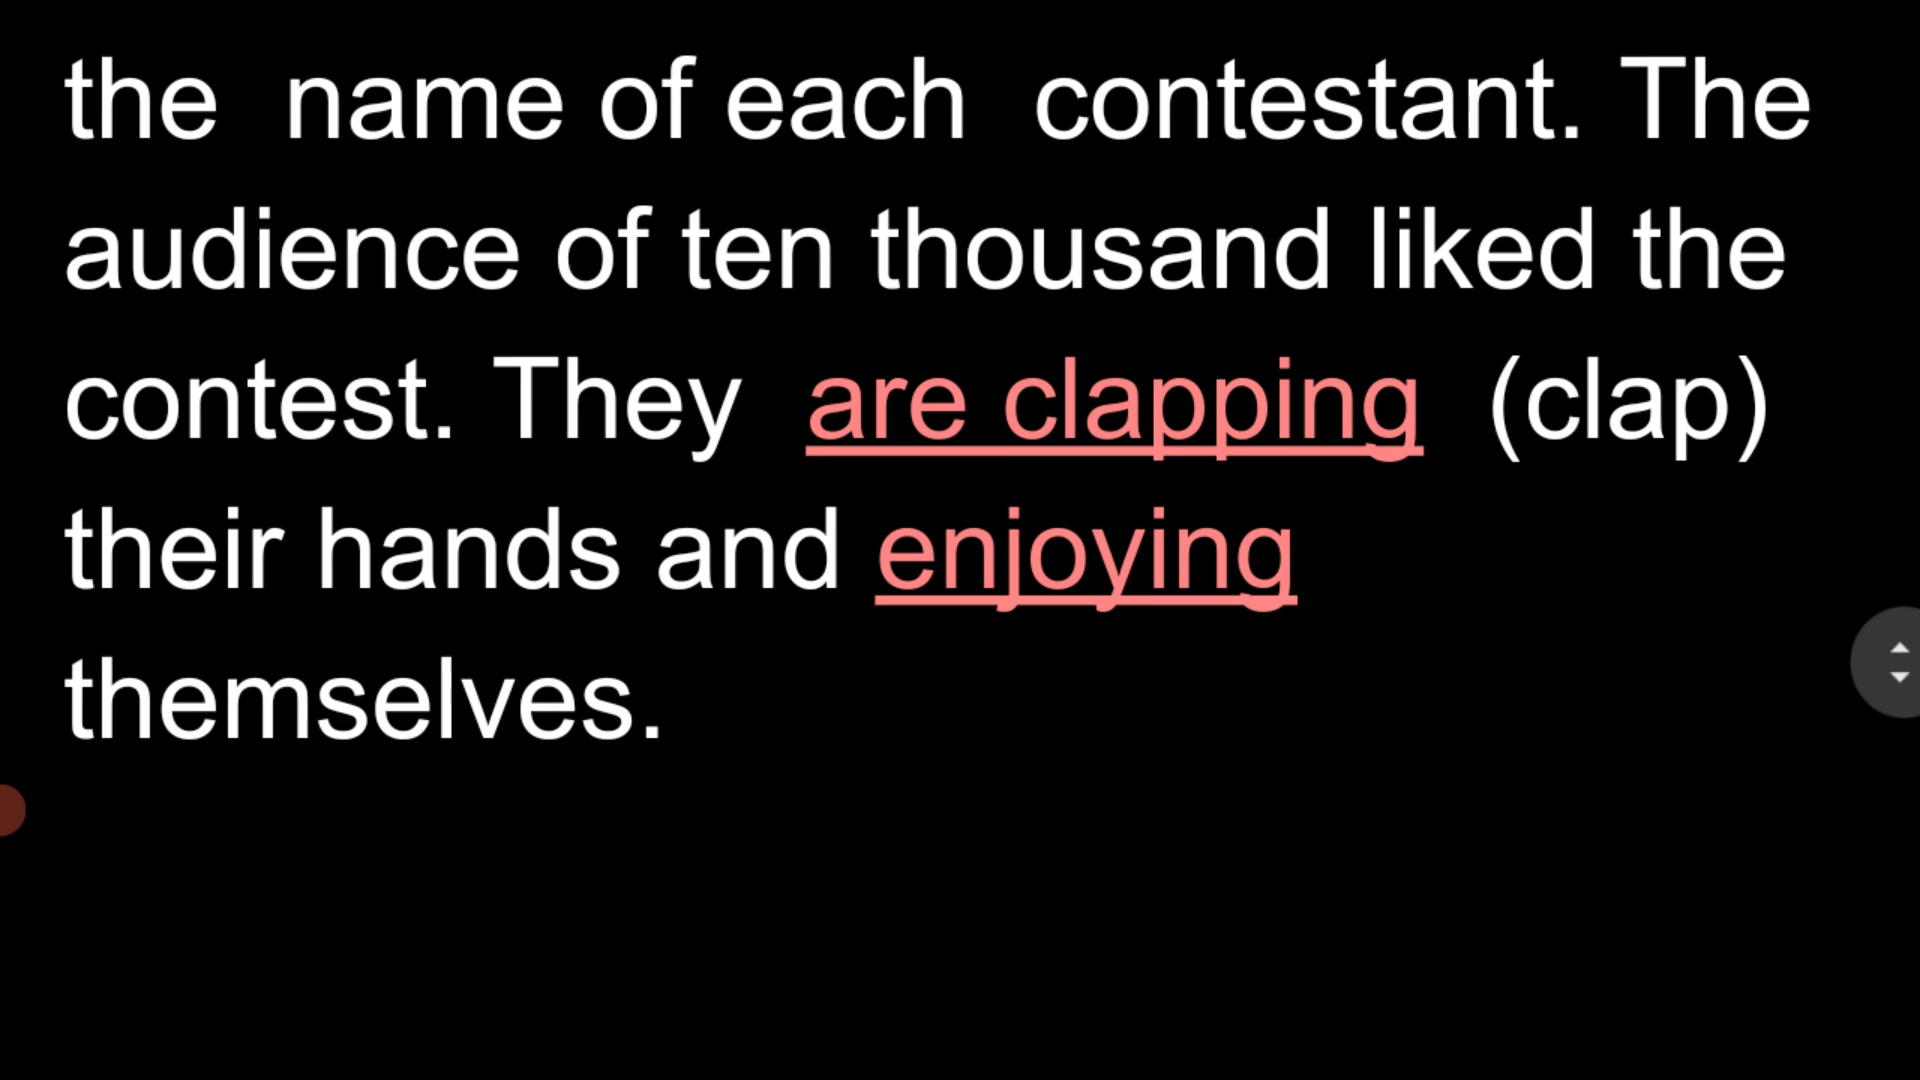 the name of each contestant. The
audience of ten thousand liked the
contest. They are clapping (clap)
their hands and enjoying
themselves.